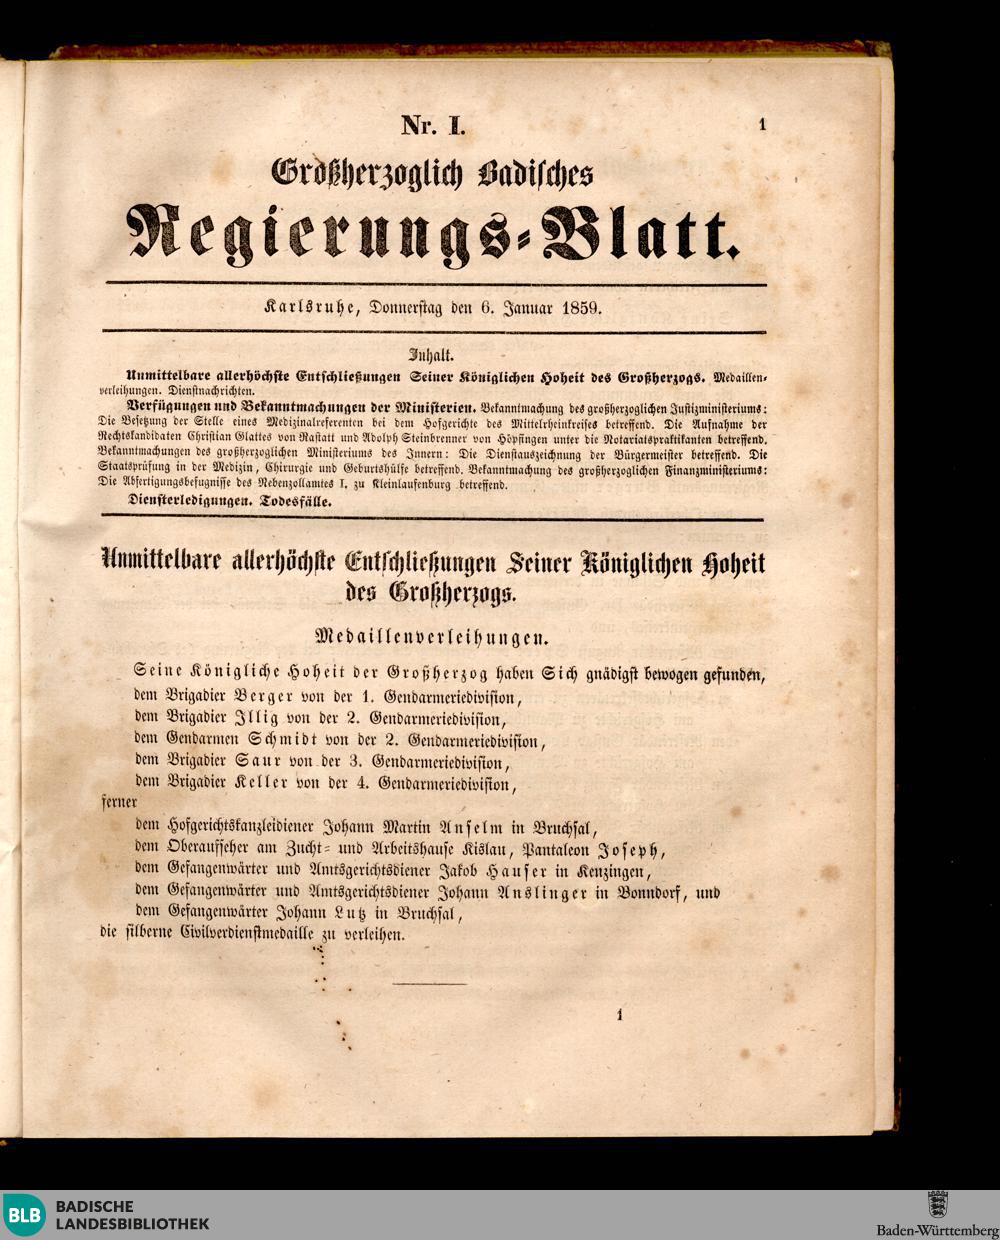 Nr. I.
1
Großherzoglich Badisches
Regierungs-Blatt.
Karlsruhe, Donnerstag den 6. Januar 1859.
Inhalt.
Unmittelbare allerhöchste Entschließungen Seiner Königlichen Hoheit des Großherzogs. Medaillen-
verleihungen. Dienstnachrichten.
Verfügungen und Bekanntmachungen der Ministerien. Bekanntmachung des großherzoglichen Justizministeriums:
Die Besetzung der Stelle eines Medizinalreferenten bei dem Hofgerichte des Mittelrheinkreises betreffend. Die Aufnahme der
Rechtskandidaten Christian Glattes von Rastatt und Adolph Steinbrenner von Höpfingen unter die Notariatspraktikanten betreffend.
Bekanntmachungen des großherzoglichen Ministeriums des Innern: Die Dienstauszeichnung der Bürgermeister betreffend. Die
Staatsprüfung in der Medizin, Chirurgie und Geburtshülfe betreffend. Bekanntmachung des großherzoglichen Finanzministeriums:
Die Abfertigungsbefugnisse des Nebenzollamtes I. zu Kleinlaufenburg betreffend.
Diensterledigungen. Todesfälle.
Unmittelbare allerhöchste Entschließungen Seiner Königlichen Hoheit
des Großherzogs.
Medaillenverleihungen.
Seine Königliche Hoheit der Großherzog haben Sich gnädigst bewogen gefunden,
dem Brigadier Berger von der 1. Gendarmeriedivision,
dem Brigadier Illig von der 2. Gendarmeriedivision,
dem Gendarmen Schmidt von der 2. Gendarmeriedivision,
dem Brigadier Saur von der 3. Gendarmeriedivision,
dem Brigadier Keller von der 4. Gendarmeriedivision,
ferner
dem Hofgerichtskanzleidiener Johann Martin Anselm in Bruchsal,
dem Oberaufseher am Zucht- und Arbeitshause Kislau, Pantaleon Joseph,
dem Gefangenwärter und Amtsgerichtsdiener Jakob Hauser in Kenzingen,
dem Gefangenwärter und Amtsgerichtsdiener Johann Anslinger in Bonndorf, und
dem Gefangenwärter Johann Lutz in Bruchsal,
die silberne Civilverdienstmedaille zu verleihen.
1
BLB BADISCHE
LANDESBIBLIOTHEK
Baden-Württemberg